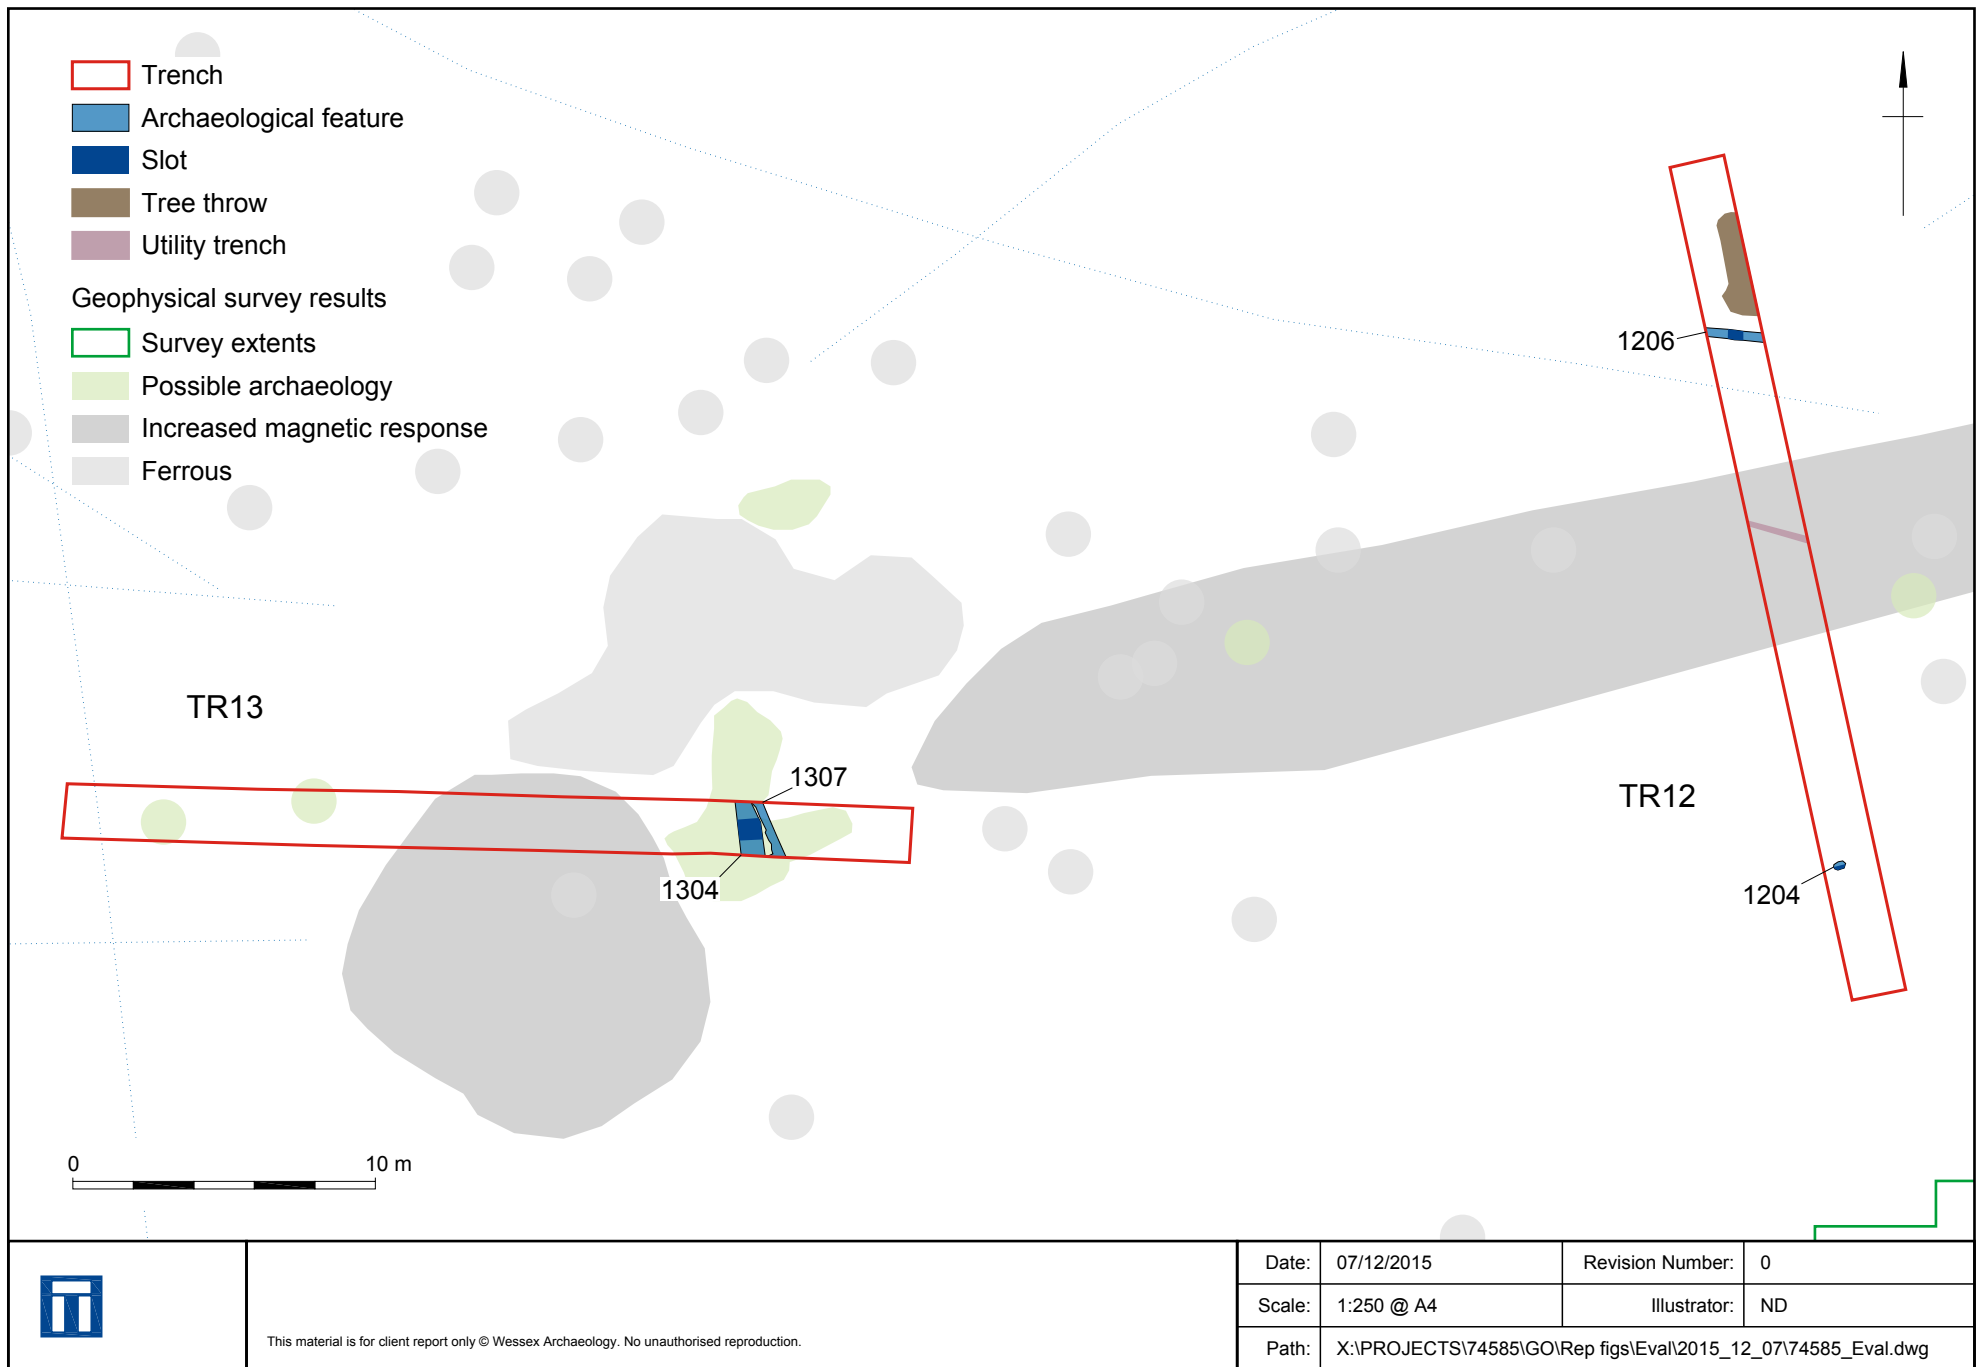 Trench
Archaeological feature
Slot
Tree throw
Utility trench
Geophysical survey results
Survey extents
Possible archaeology
Increased magnetic response
Ferrous
1206
TR13
1307
TR12
1304
1204
0 10 m
Date: 07/12/2015 Revision Number: 0
Scale: 1:250 @ A4 Illustrator: ND
This material is for client report only © Wessex Archaeology. No unauthorised reproduction.
Path: X:\PROJECTS\74585\GO\Rep figs\Eval\2015_12_07\74585_Eval.dwg